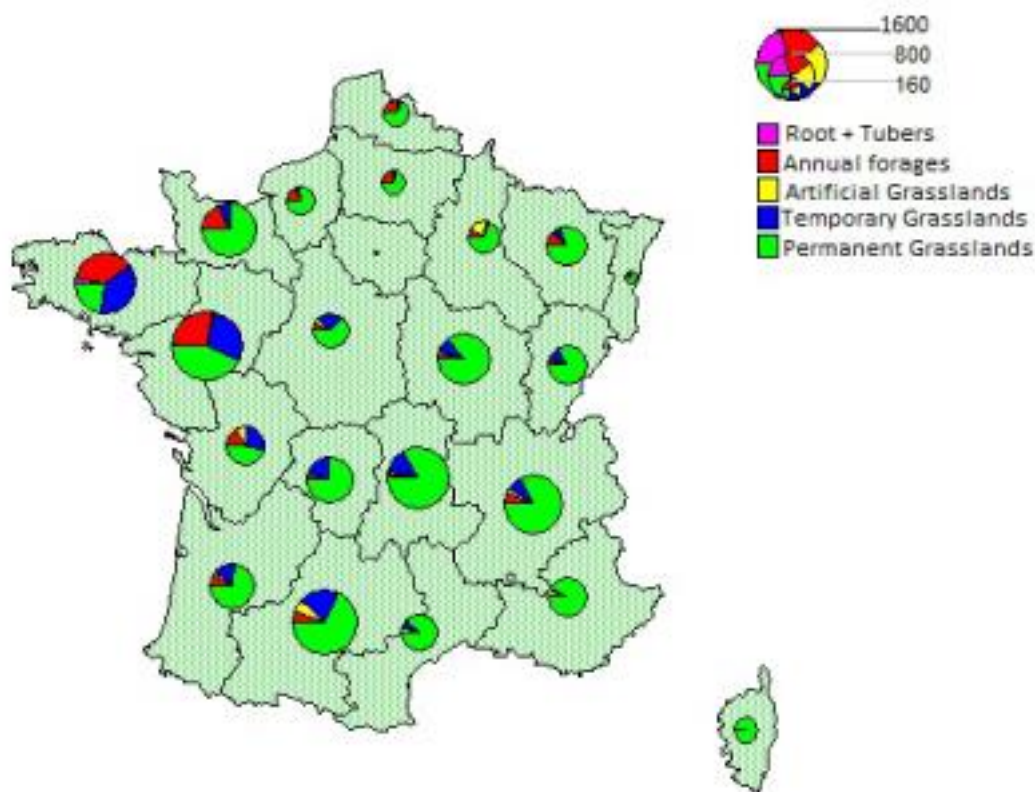 1600
800
160
Root + Tubers
Annual forages
Artificial Grasslands
Temporary Grasslands
Permanent Grasslands